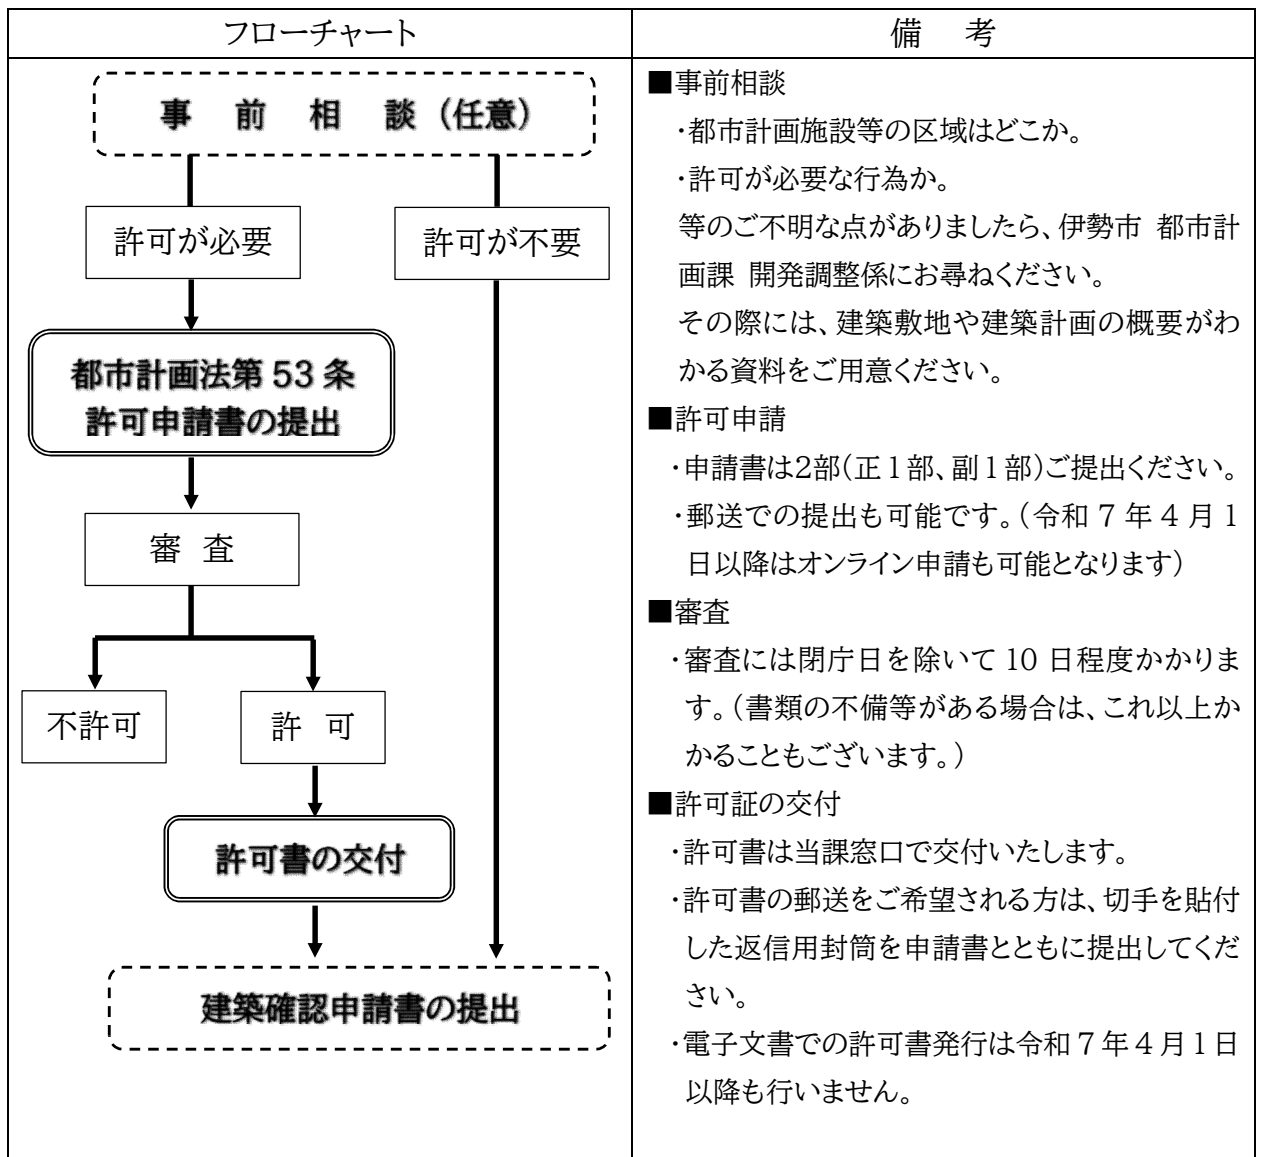 フローチャート
備 考
事 前 相 談（任意）
許可が必要
許可が不要
都市計画法第 53 条
許可申請書の提出
審 査
不許可
許 可
許可書の交付
建築確認申請書の提出
■事前相談
・都市計画施設等の区域はどこか。
・許可が必要な行為か。
等のご不明な点がありましたら、伊勢市 都市計
画課 開発調整係にお尋ねください。
その際には、建築敷地や建築計画の概要がわ
かる資料をご用意ください。
■許可申請
・申請書は２部（正１部、副１部）ご提出ください。
・郵送での提出も可能です。（令和 7 年 4 月 1
日以降はオンライン申請も可能となります）
■審査
・審査には閉庁日を除いて 10 日程度かかりま
す。（書類の不備等がある場合は、これ以上か
かることもございます。）
■許可証の交付
・許可書は当課窓口で交付いたします。
・許可書の郵送をご希望される方は、切手を貼付
した返信用封筒を申請書とともに提出してくだ
さい。
・電子文書での許可書発行は令和７年４月１日
以降も行いません。